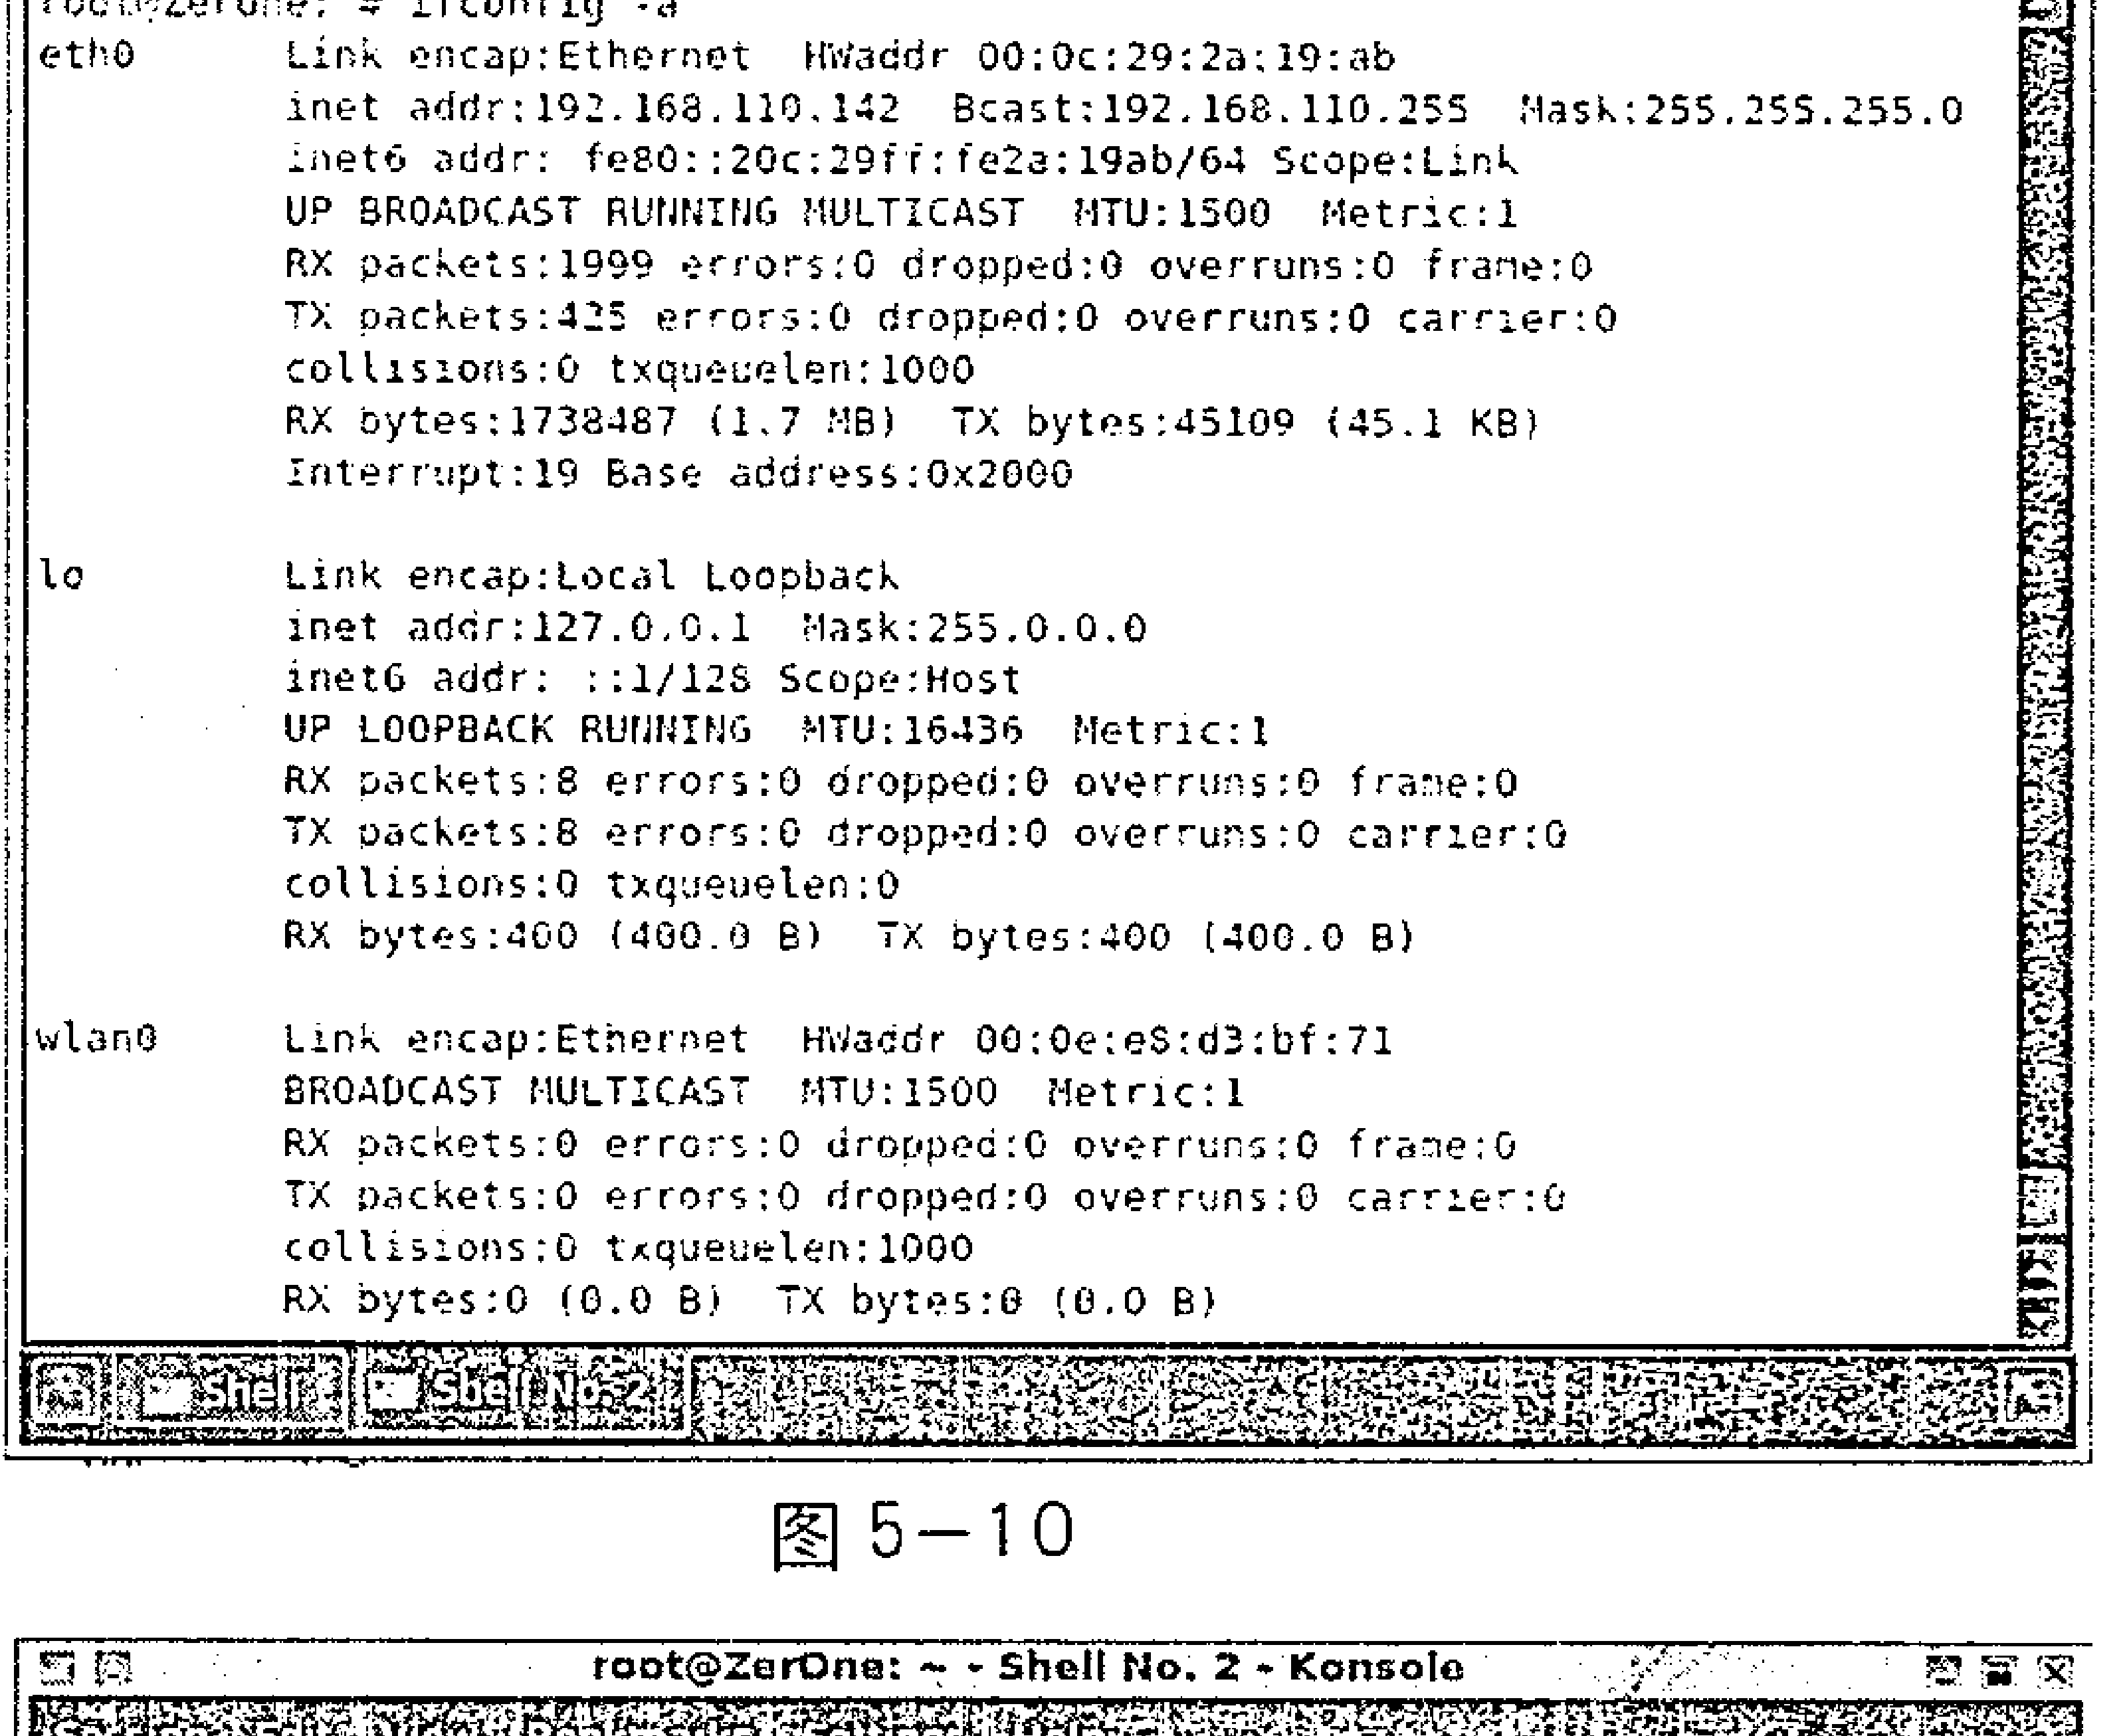 root@ZerOne:~# ifconfig -a
eth0 Link encap:Ethernet HWaddr 00:0c:29:2a:19:ab
inet addr:192.168.110.142 Bcast:192.168.110.255 Mask:255.255.255.0
inet6 addr: fe80::20c:29ff:fe2a:19ab/64 Scope:Link
UP BROADCAST RUNNING MULTICAST MTU:1500 Metric:1
RX packets:1999 errors:0 dropped:0 overruns:0 frame:0
TX packets:425 errors:0 dropped:0 overruns:0 carrier:0
collisions:0 txqueuelen:1000
RX bytes:1738487 (1.7 MB) TX bytes:45109 (45.1 KB)
Interrupt:19 Base address:0x2000
lo Link encap:Local Loopback
inet addr:127.0.0.1 Mask:255.0.0.0
inet6 addr: ::1/128 Scope:Host
UP LOOPBACK RUNNING MTU:16436 Metric:1
RX packets:8 errors:0 dropped:0 overruns:0 frame:0
TX packets:8 errors:0 dropped:0 overruns:0 carrier:0
collisions:0 txqueuelen:0
RX bytes:400 (400.0 B) TX bytes:400 (400.0 B)
wlan0 Link encap:Ethernet HWaddr 00:0e:e8:d3:bf:71
BROADCAST MULTICAST MTU:1500 Metric:1
RX packets:0 errors:0 dropped:0 overruns:0 frame:0
TX packets:0 errors:0 dropped:0 overruns:0 carrier:0
collisions:0 txqueuelen:1000
RX bytes:0 (0.0 B) TX bytes:0 (0.0 B)
Shell Shell No. 2
图 5-10
root@ZerOne: ~ - Shell No. 2 - Konsole